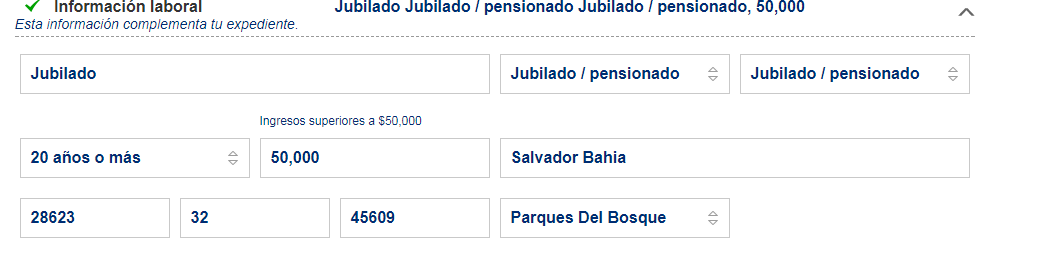 Información laboral Jubilado Jubilado / pensionado Jubilado / pensionado, 50,000
Esta información complementa tu expediente.
Jubilado Jubilado / pensionado Jubilado / pensionado
Ingresos superiores a $50,000
20 años o más 50,000 Salvador Bahia
28623 32 45609 Parques Del Bosque